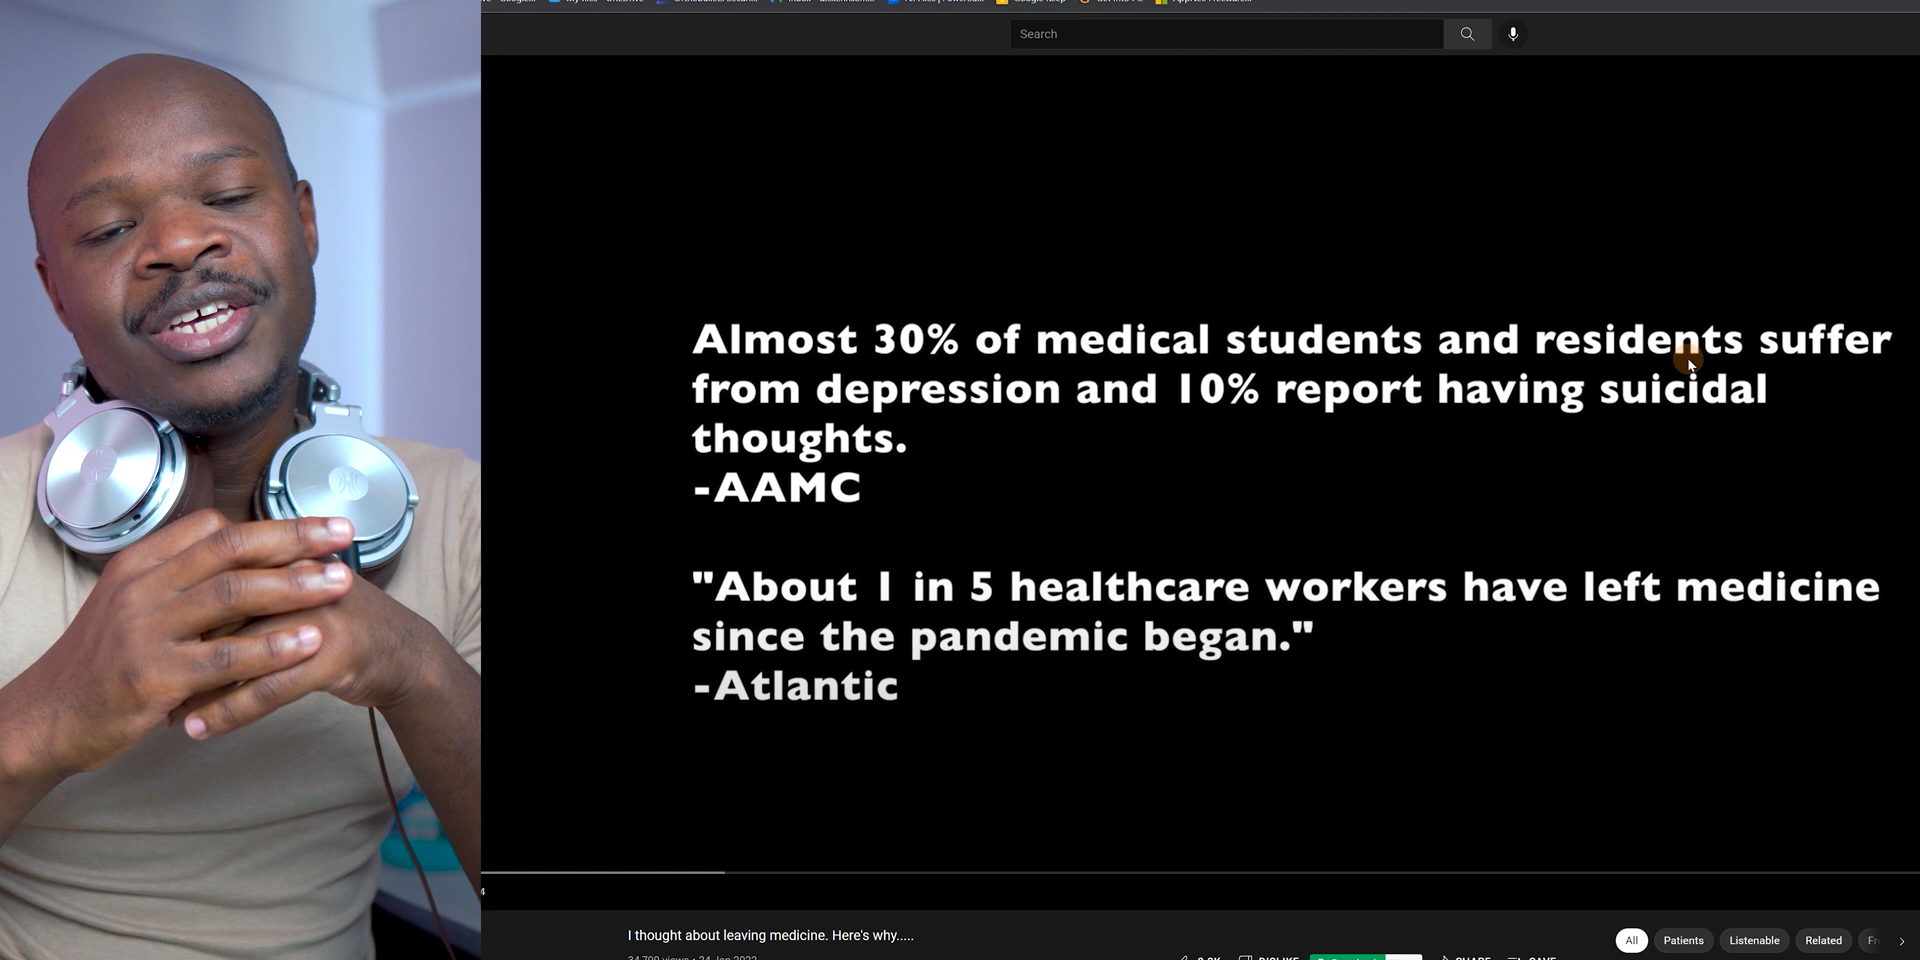 Search
Almost 30% of medical students and residents suffer
from depression and 10% report having suicidal
thoughts.
-AAMC
"About 1 in 5 healthcare workers have left medicine
since the pandemic began."
-Atlantic
4
I thought about leaving medicine. Here's why.....
All
Patients
Listenable
Related